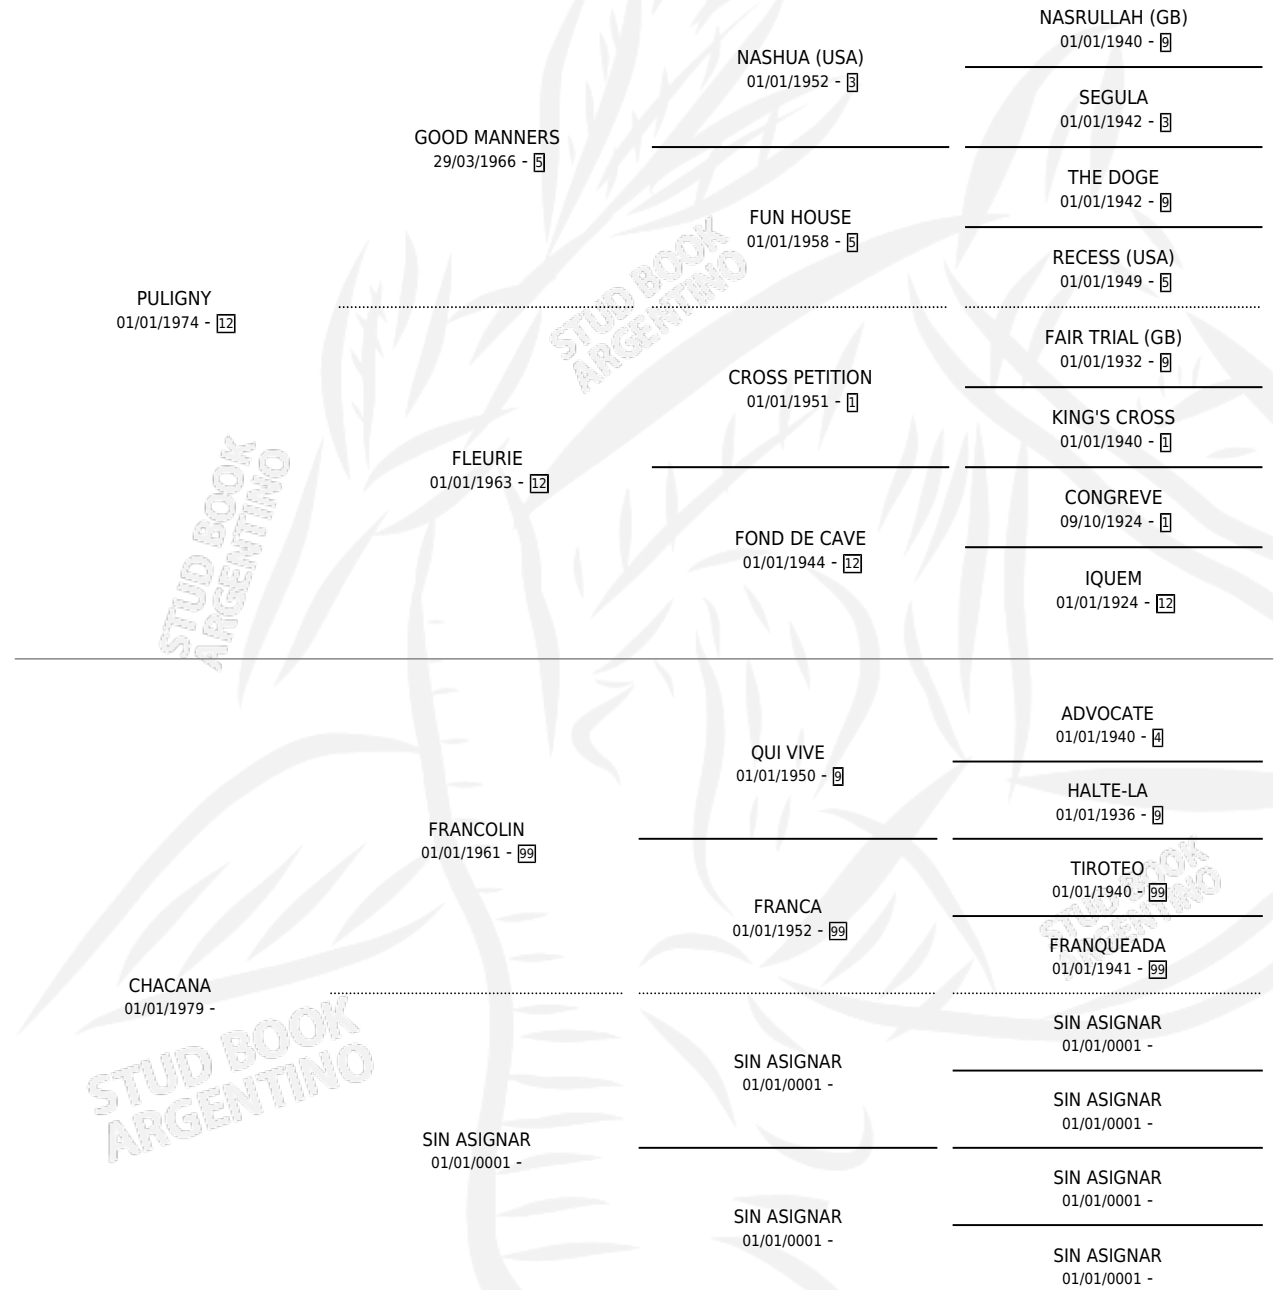 NASRULLAH (GB)
01/01/1940 - 9
NASHUA (USA)
01/01/1952 - 3
SEGULA
01/01/1942 - 3
GOOD MANNERS
29/03/1966 - 5
THE DOGE
01/01/1942 - 9
FUN HOUSE
01/01/1958 - 5
RECESS (USA)
01/01/1949 - 5
PULIGNY
01/01/1974 - 12
STUD BOOK
ARGENTINO
FAIR TRIAL (GB)
01/01/1932 - 9
CROSS PETITION
01/01/1951 - 1
KING'S CROSS
01/01/1940 - 1
FLEURIE
01/01/1963 - 12
CONGREVE
09/10/1924 - 1
FOND DE CAVE
01/01/1944 - 12
IQUEM
01/01/1924 - 12
STUD BOOK
ARGENTINO
ADVOCATE
01/01/1940 - 4
QUI VIVE
01/01/1950 - 9
HALTE-LA
01/01/1936 - 9
FRANCOLIN
01/01/1961 - 99
TIROTEO
01/01/1940 - 99
FRANCA
01/01/1952 - 99
FRANQUEADA
01/01/1941 - 99
STUD BOOK
ARGENTINO
CHACANA
01/01/1979 -
SIN ASIGNAR
01/01/0001 -
SIN ASIGNAR
01/01/0001 -
SIN ASIGNAR
01/01/0001 -
STUD BOOK
ARGENTINO
SIN ASIGNAR
01/01/0001 -
SIN ASIGNAR
01/01/0001 -
SIN ASIGNAR
01/01/0001 -
SIN ASIGNAR
01/01/0001 -